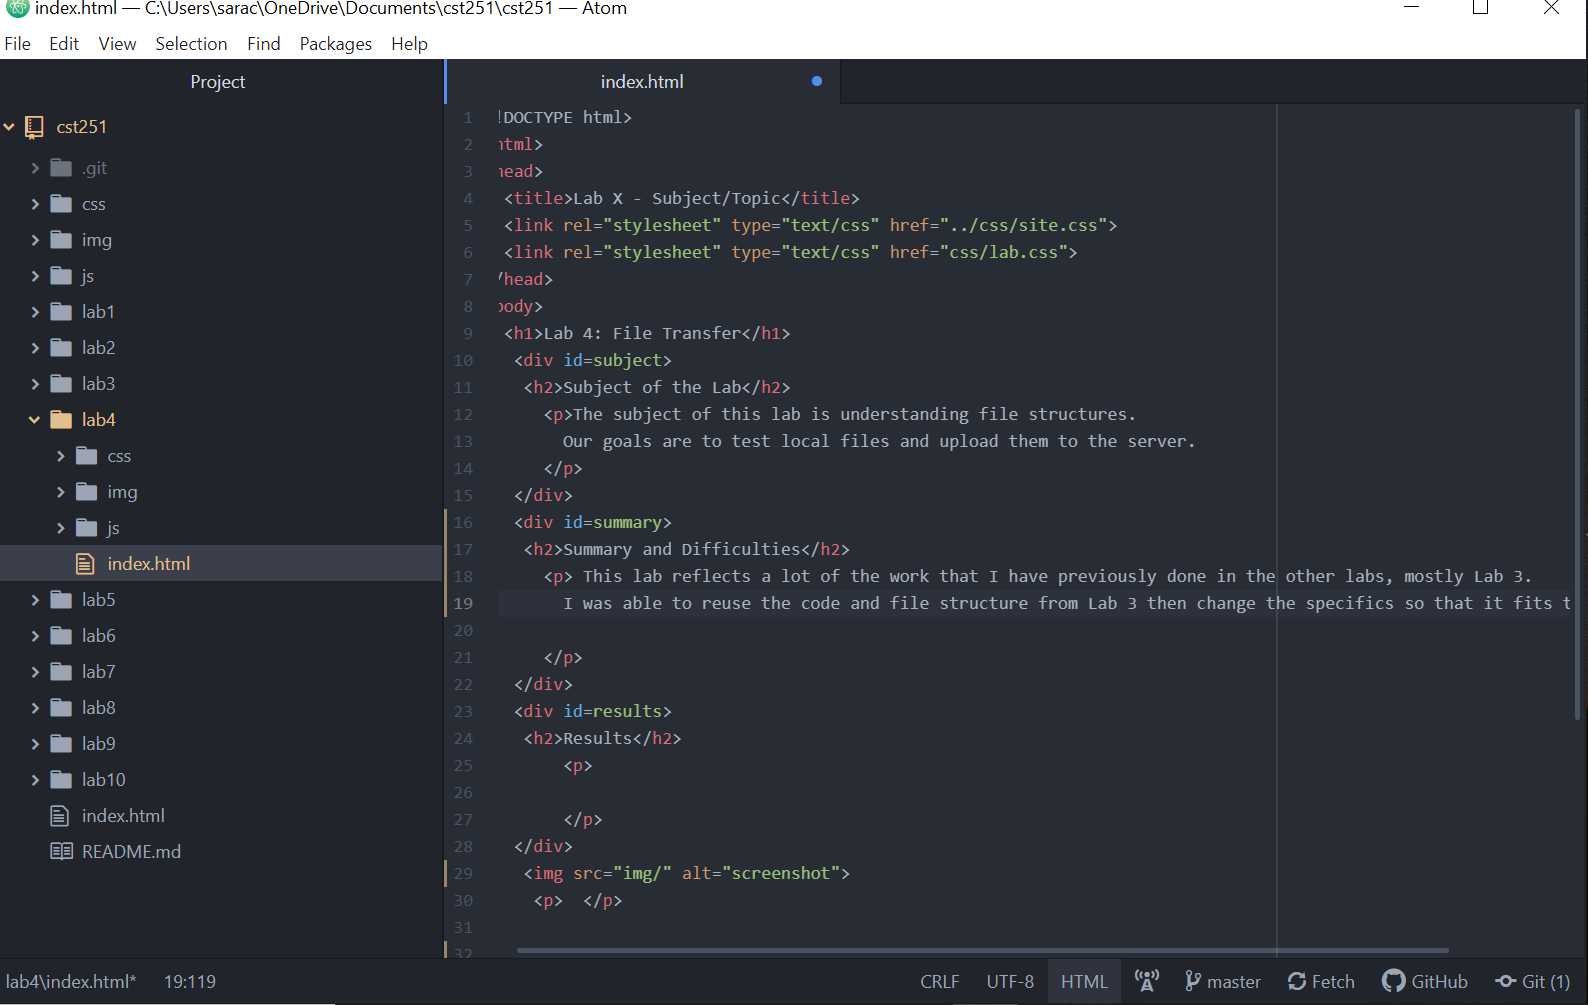 index.html — C:\Users\sarac\OneDrive\Documents\cst251\cst251 — Atom
File Edit View Selection Find Packages Help
Project
cst251
.git
css
img
js
lab1
lab2
lab3
lab4
css
img
js
index.html
lab5
lab6
lab7
lab8
lab9
lab10
index.html
README.md
index.html
1 !DOCTYPE html>
2 html>
3 head>
4 <title>Lab X - Subject/Topic</title>
5 <link rel="stylesheet" type="text/css" href="../css/site.css">
6 <link rel="stylesheet" type="text/css" href="css/lab.css">
7 /head>
8 body>
9 <h1>Lab 4: File Transfer</h1>
10 <div id=subject>
11 <h2>Subject of the Lab</h2>
12 <p>The subject of this lab is understanding file structures.
13 Our goals are to test local files and upload them to the server.
14 </p>
15 </div>
16 <div id=summary>
17 <h2>Summary and Difficulties</h2>
18 <p> This lab reflects a lot of the work that I have previously done in the other labs, mostly Lab 3.
19 I was able to reuse the code and file structure from Lab 3 then change the specifics so that it fits t
20
21 </p>
22 </div>
23 <div id=results>
24 <h2>Results</h2>
25 <p>
26
27 </p>
28 </div>
29 <img src="img/" alt="screenshot">
30 <p> </p>
31
32
lab4\index.html* 19:119 CRLF UTF-8 HTML master Fetch GitHub Git (1)